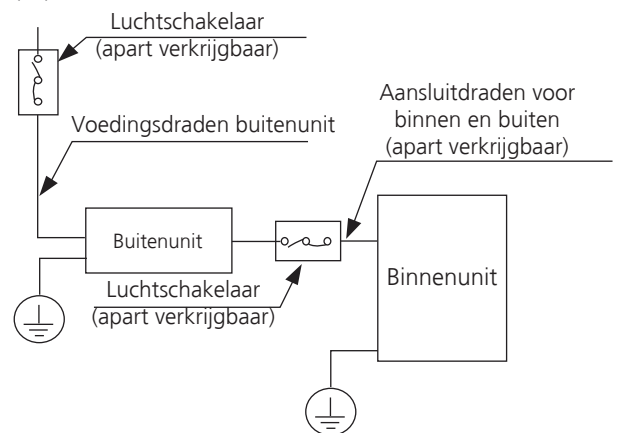 Luchtschakelaar
(apart verkrijgbaar)
Aansluitdraden voor
binnen en buiten
(apart verkrijgbaar)
Voedingsdraden buitenunit
Buitenunit
Binnenunit
Luchtschakelaar
(apart verkrijgbaar)